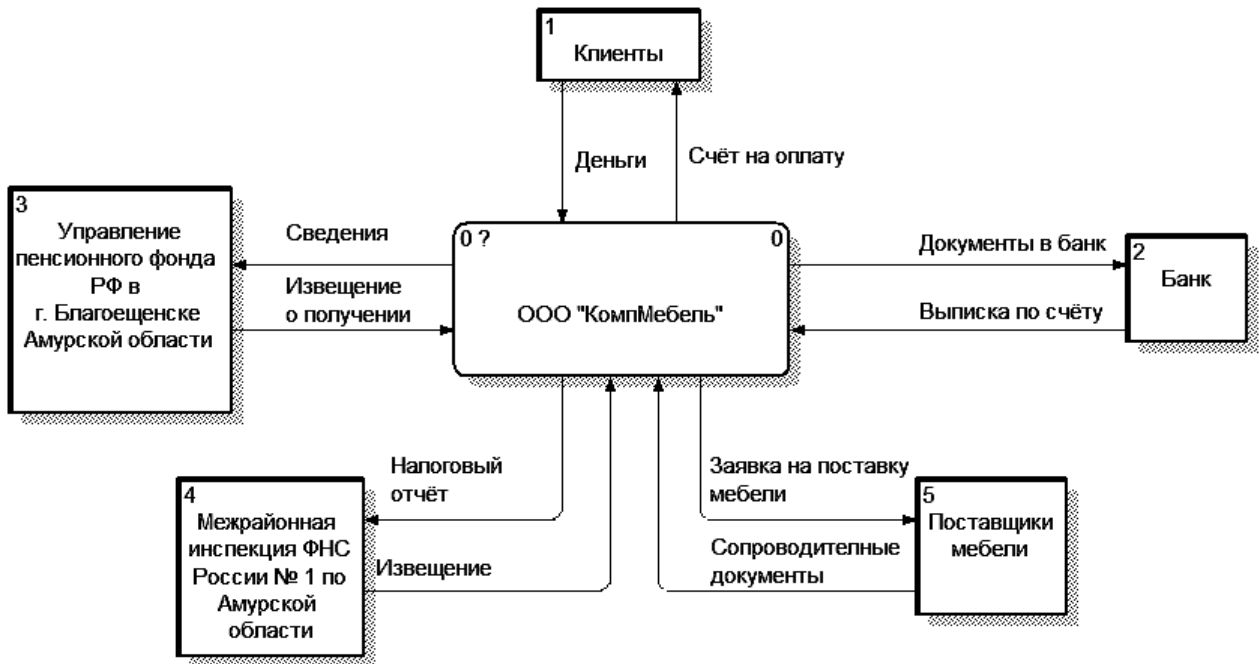 1
Клиенты
Деньги
Счёт на оплату
3
Управление
пенсионного фонда
РФ в
г. Благоещенске
Амурской области
Сведения
Извещение
о получении
0 ?
0
ООО "КомпМебель"
Документы в банк
Выписка по счёту
2
Банк
Налоговый
отчёт
Извещение
4
Межрайонная
инспекция ФНС
России № 1 по
Амурской
области
Заявка на поставку
мебели
Сопроводителные
документы
5
Поставщики
мебели